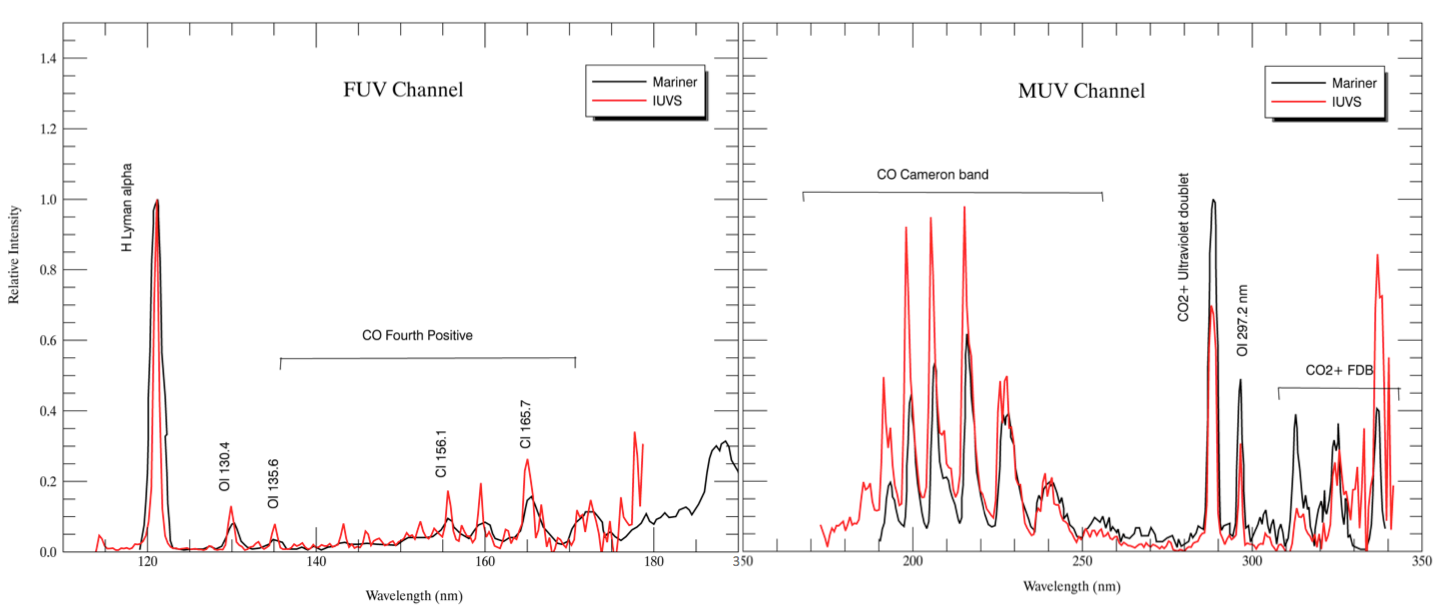 FUV Channel
Mariner
IUVS
1.4
1.2
1.0
0.8
0.6
0.4
0.2
0.0
Relative Intensity
H Lyman alpha
OI 130.4
OI 135.6
CO Fourth Positive
CI 156.1
CI 165.7
120
140
160
180
Wavelength (nm)
MUV Channel
Mariner
IUVS
CO Cameron band
CO2+ Ultraviolet doublet
OI 297.2 nm
CO2+ FDB
350
200
250
300
350
Wavelength (nm)